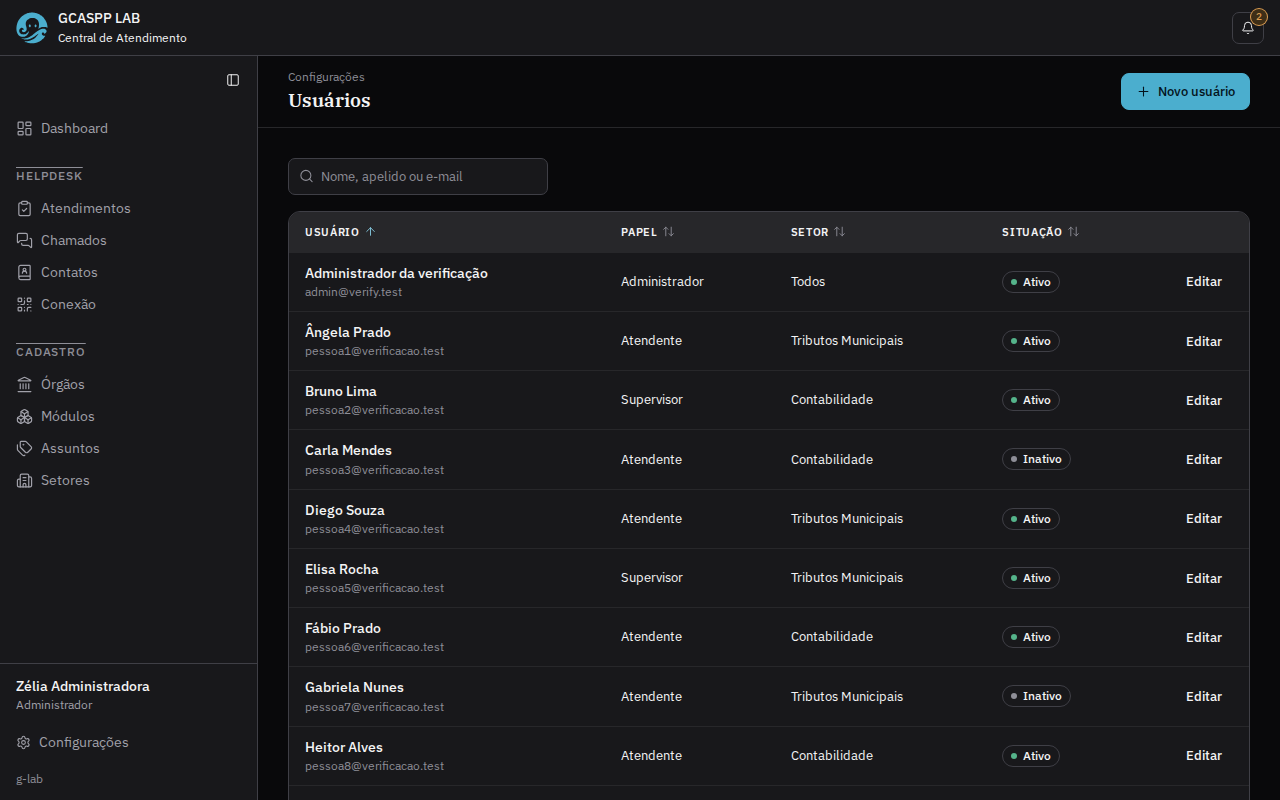 GCASPP LAB
Central de Atendimento
2
Configurações
Usuários
Novo usuário
Dashboard
HELPDESK
Atendimentos
Chamados
Contatos
Conexão
CADASTRO
Órgãos
Módulos
Assuntos
Setores
Zélia Administradora
Administrador
Configurações
g-lab
Nome, apelido ou e-mail
USUÁRIO PAPEL SETOR SITUAÇÃO
Administrador da verificação
admin@verify.test
Administrador Todos Ativo Editar
Ângela Prado
pessoa1@verificacao.test
Atendente Tributos Municipais Ativo Editar
Bruno Lima
pessoa2@verificacao.test
Supervisor Contabilidade Ativo Editar
Carla Mendes
pessoa3@verificacao.test
Atendente Contabilidade Inativo Editar
Diego Souza
pessoa4@verificacao.test
Atendente Tributos Municipais Ativo Editar
Elisa Rocha
pessoa5@verificacao.test
Supervisor Tributos Municipais Ativo Editar
Fábio Prado
pessoa6@verificacao.test
Atendente Contabilidade Ativo Editar
Gabriela Nunes
pessoa7@verificacao.test
Atendente Tributos Municipais Inativo Editar
Heitor Alves
pessoa8@verificacao.test
Atendente Contabilidade Ativo Editar